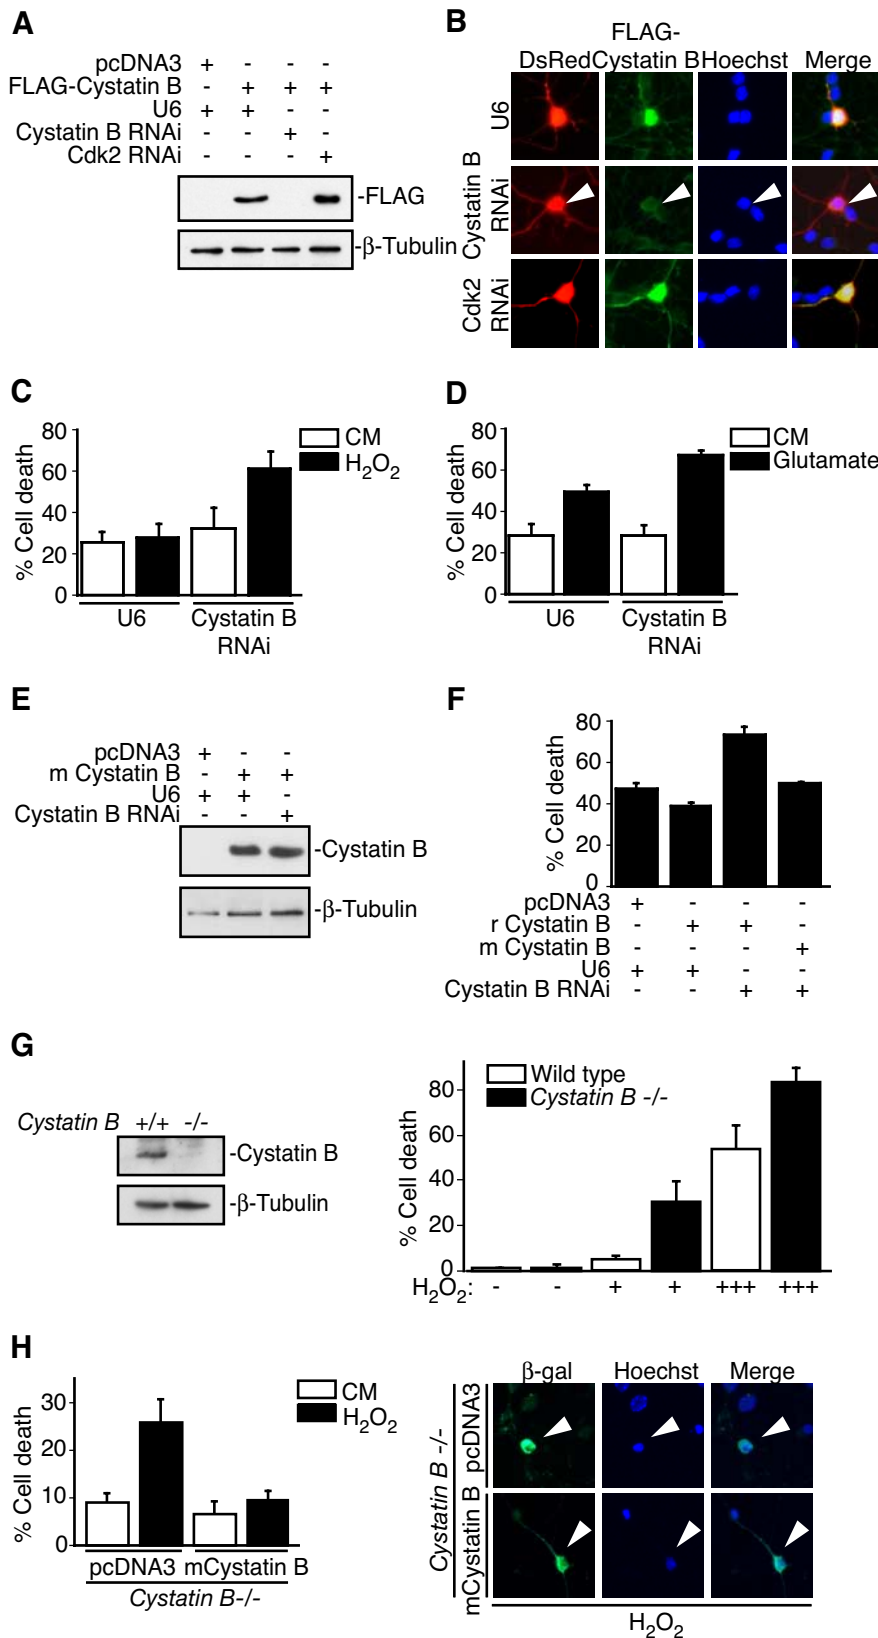 A
pcDNA3 + - - -
FLAG-Cystatin B - + + +
U6 + + - -
Cystatin B RNAi - - + -
Cdk2 RNAi - - - +
-FLAG
-β-Tubulin
B
FLAG-
DsRed Cystatin B Hoechst Merge
U6
Cystatin B
RNAi
Cdk2
RNAi
C
% Cell death
80
60
40
20
0
CM
H2O2
U6
Cystatin B
RNAi
D
% Cell death
80
60
40
20
0
CM
Glutamate
U6
Cystatin B
RNAi
E
pcDNA3 + - -
m Cystatin B - + +
U6 + + -
Cystatin B RNAi - - +
-Cystatin B
-β-Tubulin
F
% Cell death
80
60
40
20
0
pcDNA3 + - - -
r Cystatin B - + + -
m Cystatin B - - - +
U6 + + - -
Cystatin B RNAi - - + +
G
Cystatin B +/+ -/-
-Cystatin B
-β-Tubulin
% Cell death
80
60
40
20
0
Wild type
Cystatin B -/-
H2O2: - - + + +++ +++
H
% Cell death
30
20
10
0
CM
H2O2
pcDNA3 mCystatin B
Cystatin B-/-
β-gal Hoechst Merge
Cystatin B -/-
pcDNA3
mCystatin B
H2O2